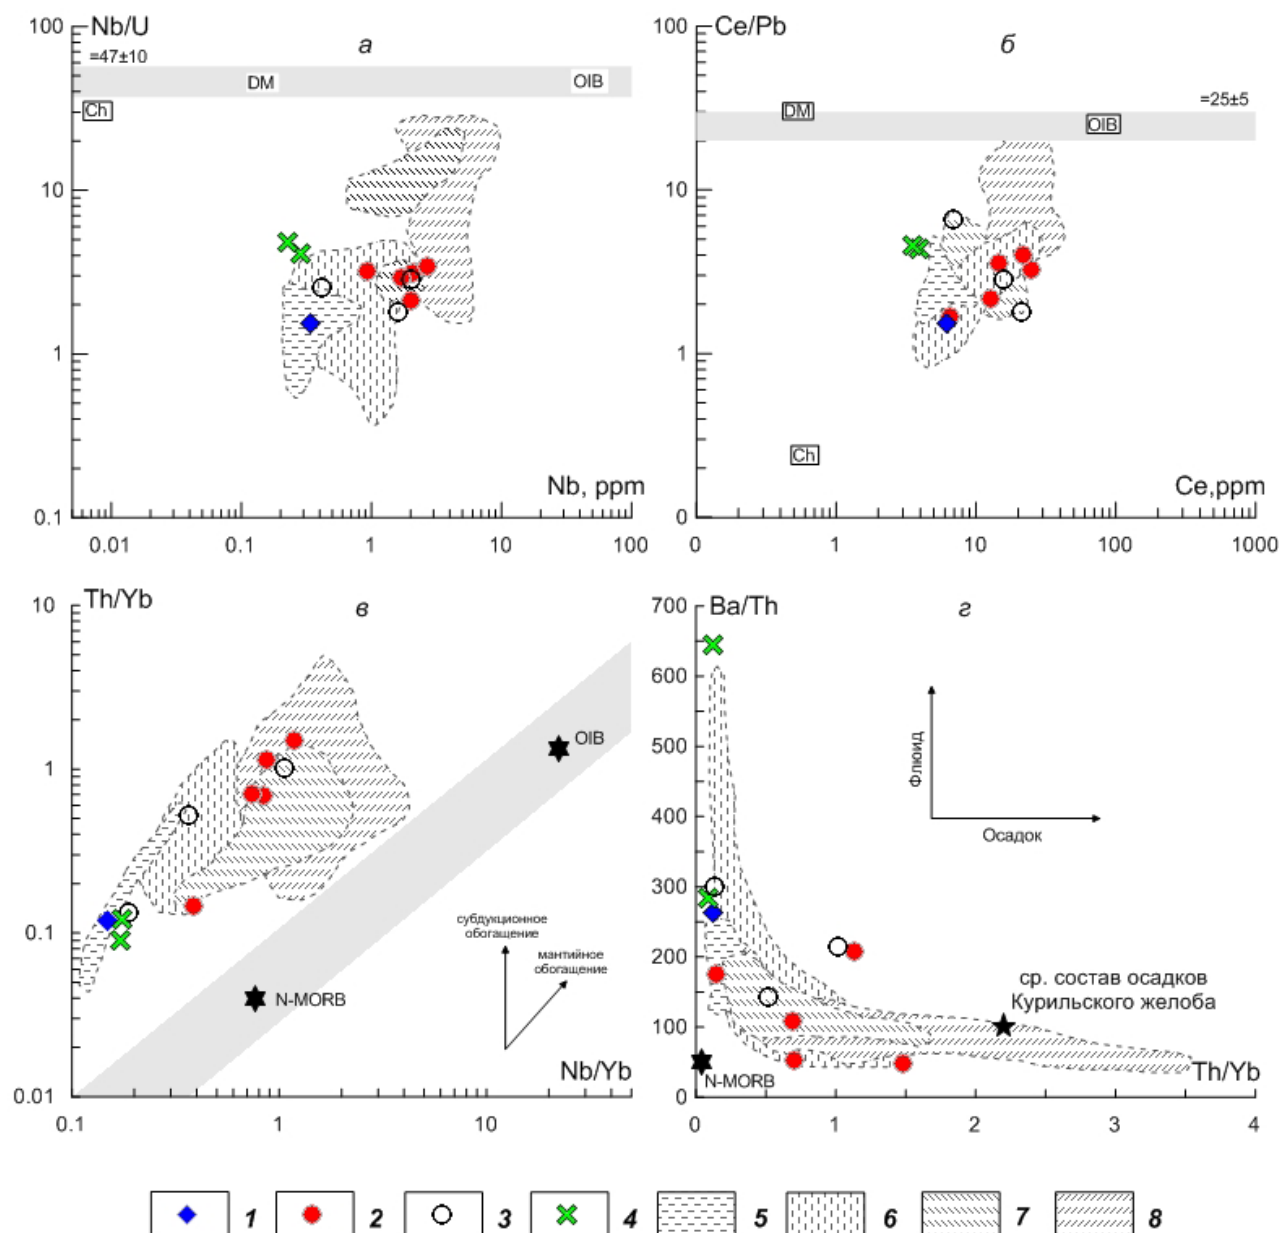 Nb/U
а
100
=47±10
DM
OIB
Ch
10
1
0.1
Nb, ppm
0.01
0.1
1
10
100
Ce/Pb
б
100
=25±5
DM
OIB
10
1
Ch
0
Ce,ppm
0
1
10
100
1000
Th/Yb
в
10
1
OIB
0.1
субдукционное
обогащение
мантийное
обогащение
N-MORB
0.01
Nb/Yb
0.1
1
10
Ba/Th
г
700
600
500
Флюид
400
Осадок
300
200
ср. состав осадков
Курильского желоба
100
N-MORB
0
Th/Yb
0
1
2
3
4
1
2
3
4
5
6
7
8